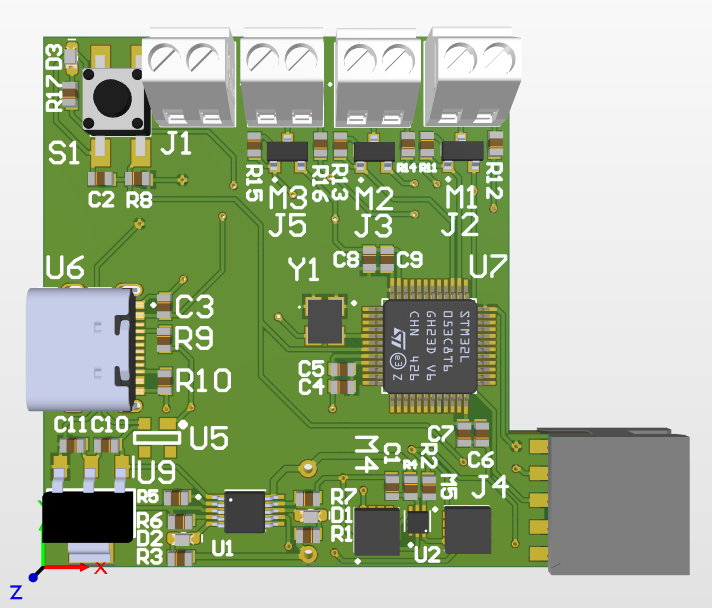 D3
R17
S1
J1
C2 R8
R15
M3
J5
R16
R13
M2
J3
R14
R11
M1
J2
R12
U6
Y1
C8 C9
U7
C3
R9
R10
C5
C4
STM32L
053C8T6
GH23D V6
CHN 426
e3 Z
C11 C10
U5
U9
M4
C1
R4
R2
C7
C6
M5
J4
R5
R6
D2
R3
U1
R7
D1
R1
U2
X
Z